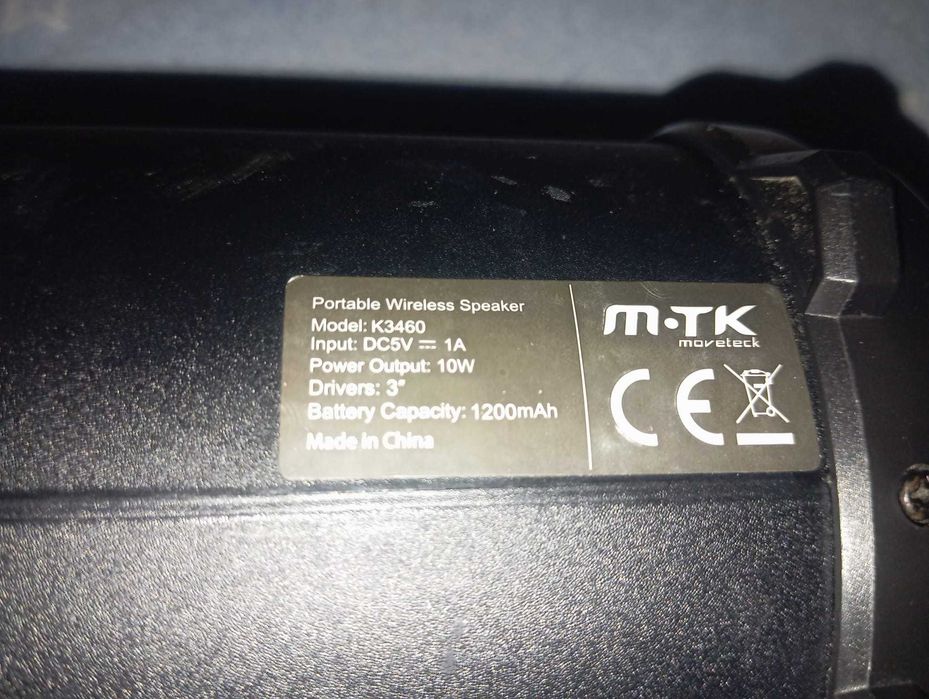 Portable Wireless Speaker
Model: K3460
Input: DC5V ⎓ 1A
Power Output: 10W
Drivers: 3"
Battery Capacity: 1200mAh
Made in China
M•TK
moveteck
CE